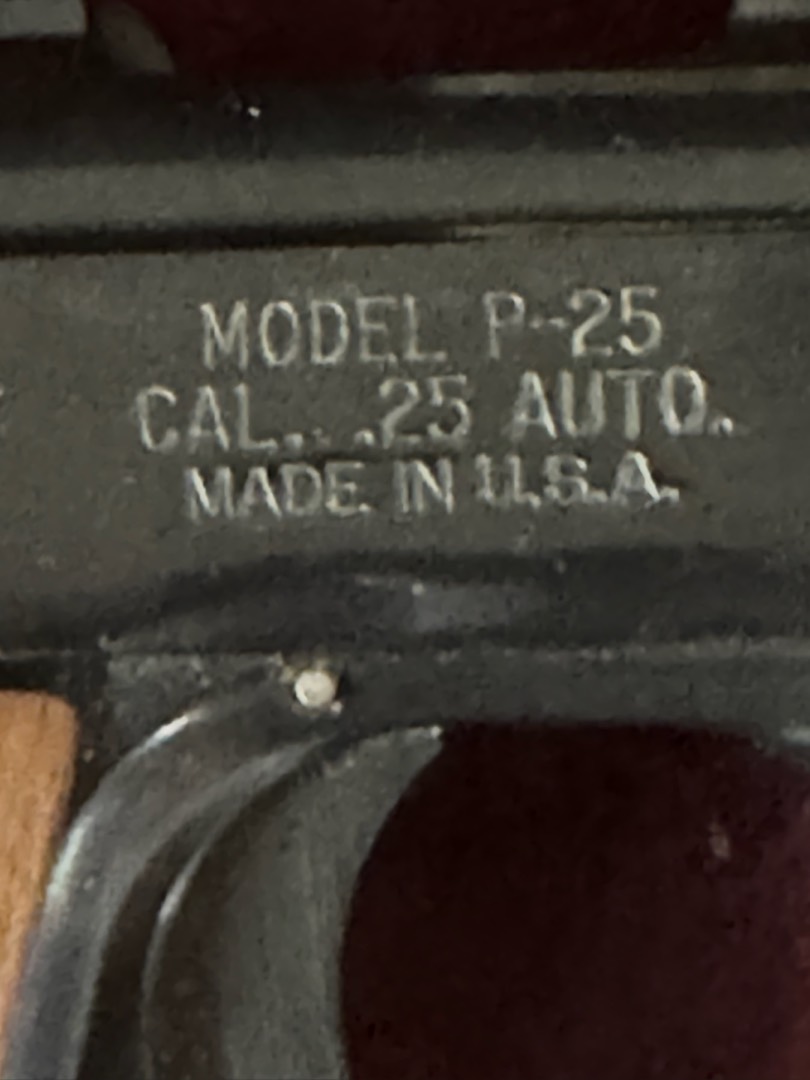 MODEL P-25
CAL. .25 AUTO.
MADE IN U.S.A.